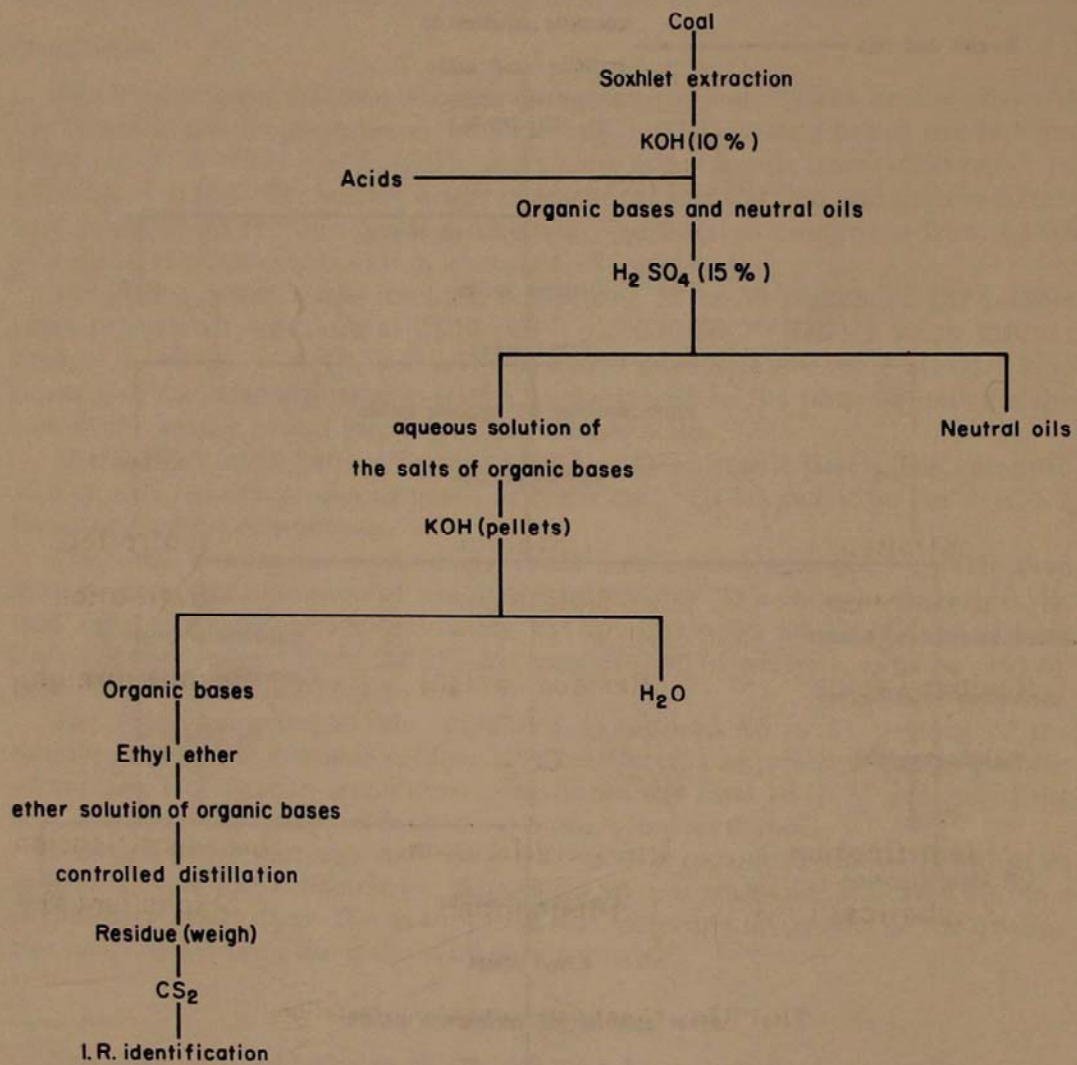 Coal
Soxhlet extraction
KOH (10 %)
Acids
Organic bases and neutral oils
H₂ SO₄ (15 %)
aqueous solution of
the salts of organic bases
Neutral oils
KOH (pellets)
Organic bases
H₂O
Ethyl ether
ether solution of organic bases
controlled distillation
Residue (weigh)
CS₂
I. R. identification